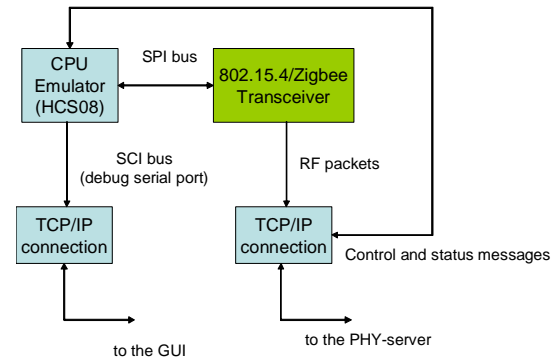 CPU
Emulator
(HCS08)
SPI bus
802.15.4/Zigbee
Transceiver
SCI bus
(debug serial port)
RF packets
TCP/IP
connection
TCP/IP
connection
Control and status messages
to the GUI
to the PHY-server